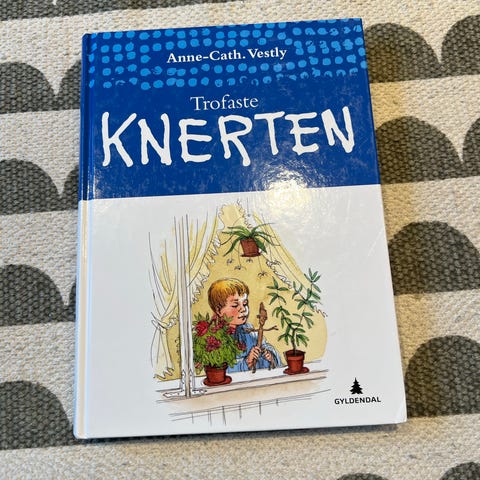 Anne-Cath. Vestly
Trofaste
KNERTEN
GYLDENDAL